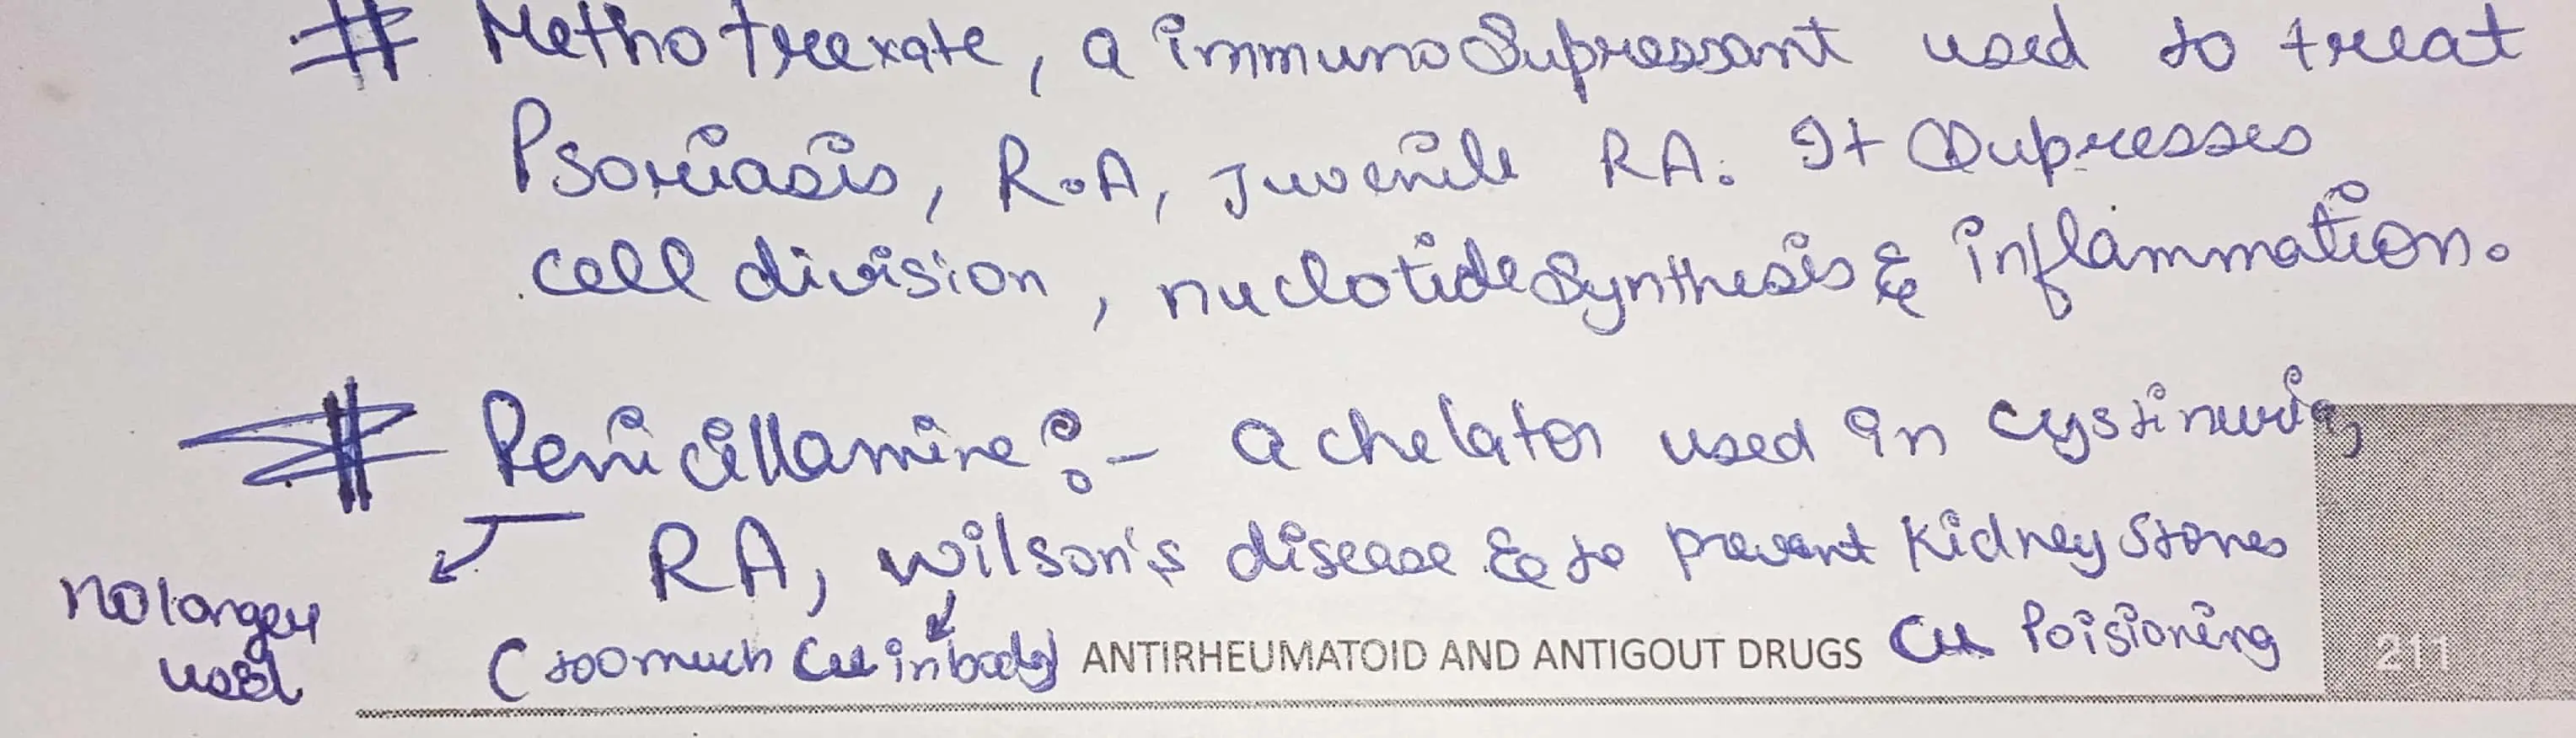 # Methotrexate, a immunoSupressant used to treat
Psoriasis, R.A, Juvenile RA. It Supresses
cell division, nuclotide Synthesis & inflammation.
# Penicillamine :- a chelator used in cystinuria,
RA, wilson's disease & to prevent Kidney stones
no longer
used
(too much Cu in body) ANTIRHEUMATOID AND ANTIGOUT DRUGS Cu Poisioning 211